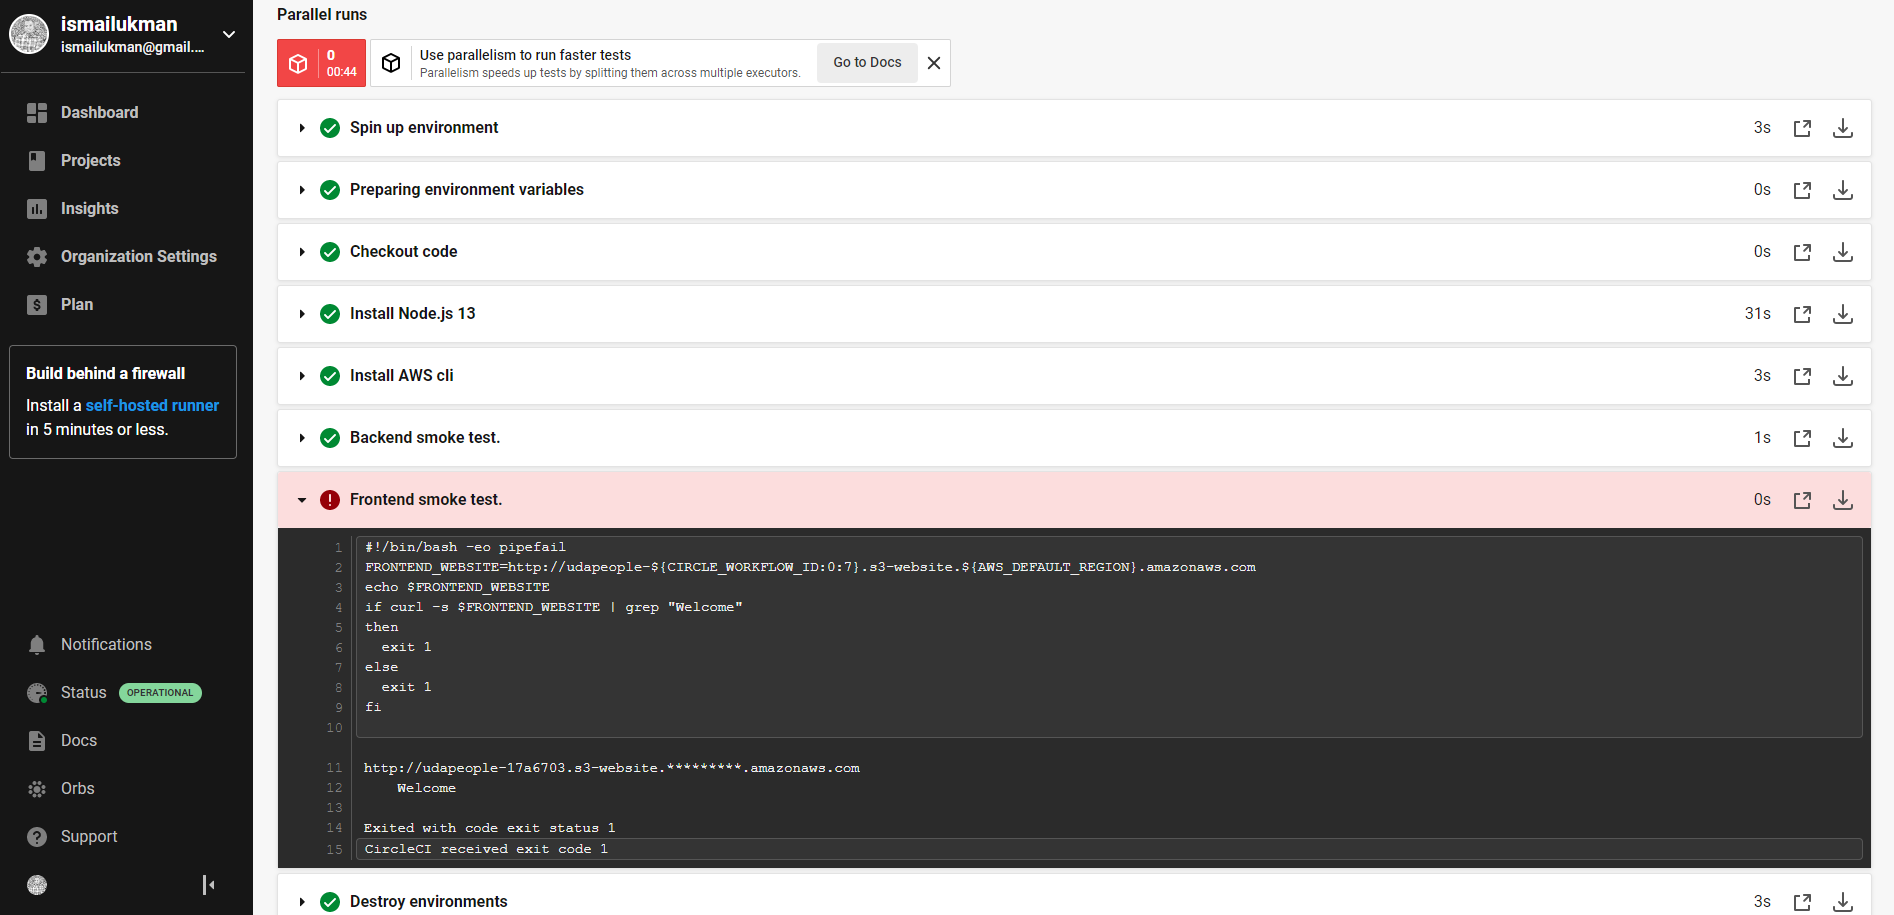 ismailukman
ismailukman@gmail....
Dashboard
Projects
Insights
Organization Settings
Plan
Build behind a firewall
Install a self-hosted runner
in 5 minutes or less.
Notifications
Status OPERATIONAL
Docs
Orbs
Support
Parallel runs
0
00:44
Use parallelism to run faster tests
Parallelism speeds up tests by splitting them across multiple executors.
Go to Docs
Spin up environment 3s
Preparing environment variables 0s
Checkout code 0s
Install Node.js 13 31s
Install AWS cli 3s
Backend smoke test. 1s
Frontend smoke test. 0s
1 #!/bin/bash -eo pipefail
2 FRONTEND_WEBSITE=http://udapeople-${CIRCLE_WORKFLOW_ID:0:7}.s3-website.${AWS_DEFAULT_REGION}.amazonaws.com
3 echo $FRONTEND_WEBSITE
4 if curl -s $FRONTEND_WEBSITE | grep "Welcome"
5 then
6 exit 1
7 else
8 exit 1
9 fi
10
11 http://udapeople-17a6703.s3-website.*********.amazonaws.com
12 Welcome
13
14 Exited with code exit status 1
15 CircleCI received exit code 1
Destroy environments 3s